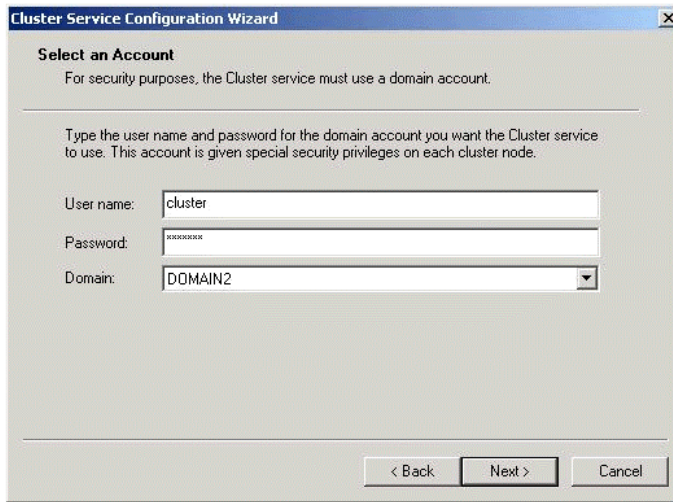 Cluster Service Configuration Wizard
Select an Account
For security purposes, the Cluster service must use a domain account.
Type the user name and password for the domain account you want the Cluster service
to use. This account is given special security privileges on each cluster node.
User name: cluster
Password: xxxxxxx
Domain: DOMAIN2
< Back Next > Cancel